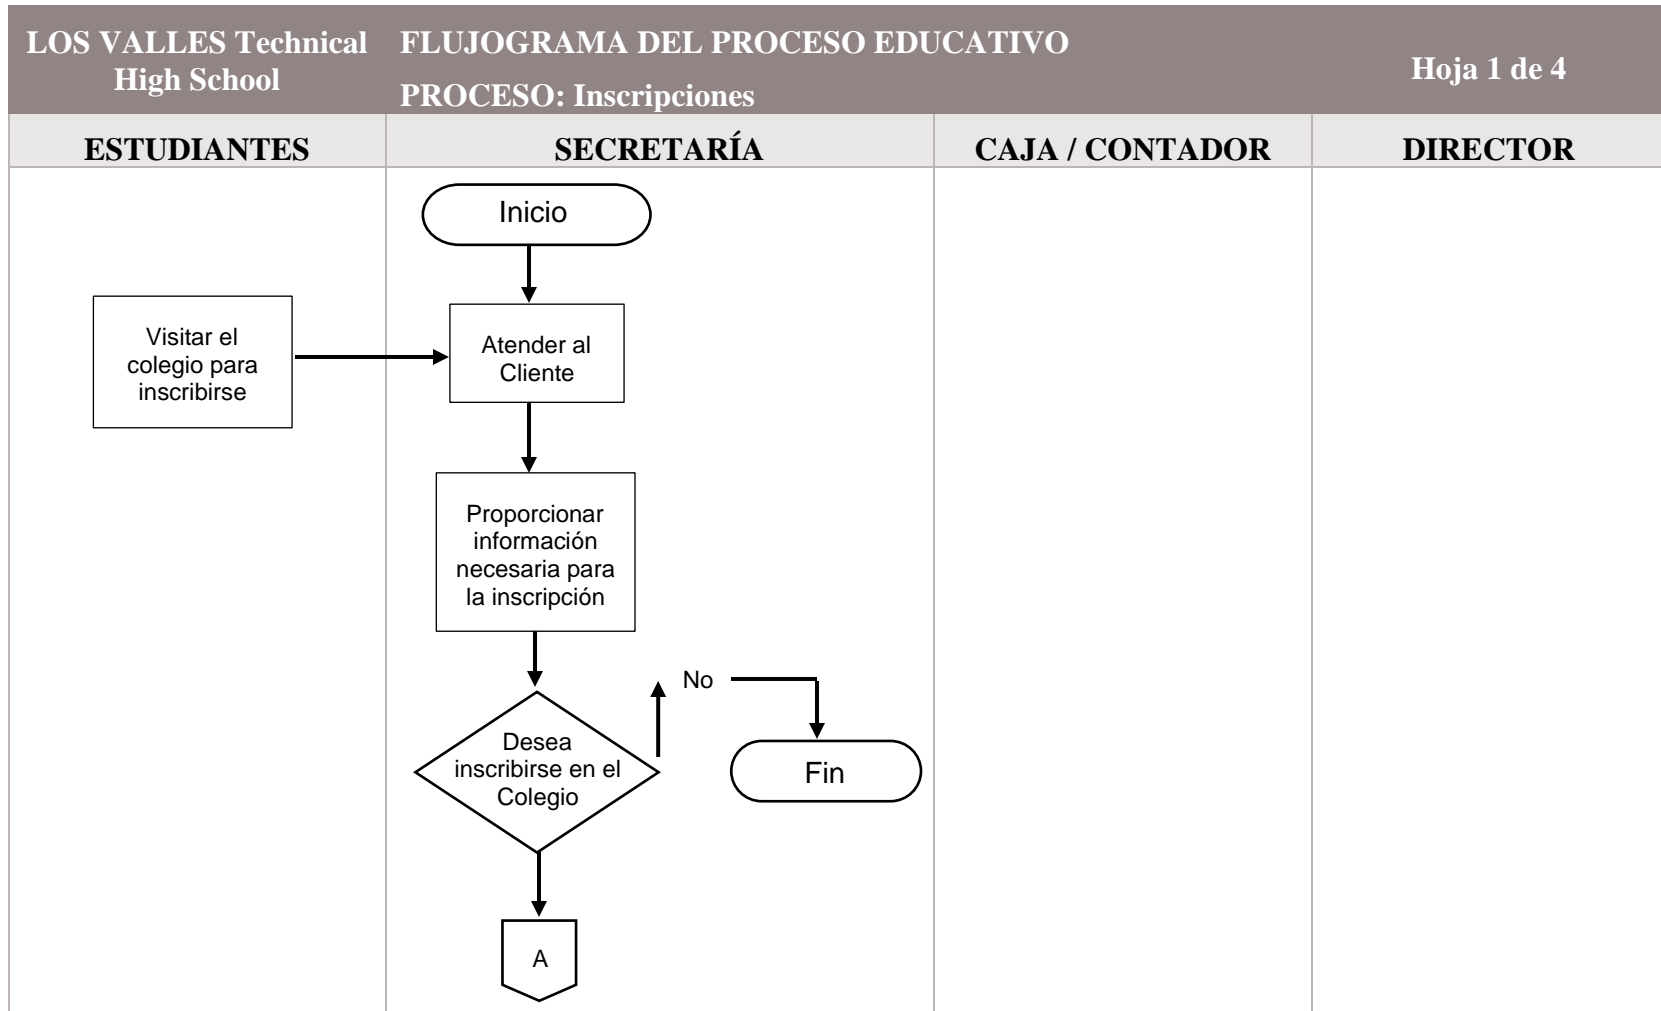 LOS VALLES Technical
High School
FLUJOGRAMA DEL PROCESO EDUCATIVO
PROCESO: Inscripciones
Hoja 1 de 4
ESTUDIANTES
SECRETARÍA
CAJA / CONTADOR
DIRECTOR
Inicio
Visitar el
colegio para
inscribirse
Atender al
Cliente
Proporcionar
información
necesaria para
la inscripción
No
Desea
inscribirse en el
Colegio
Fin
A